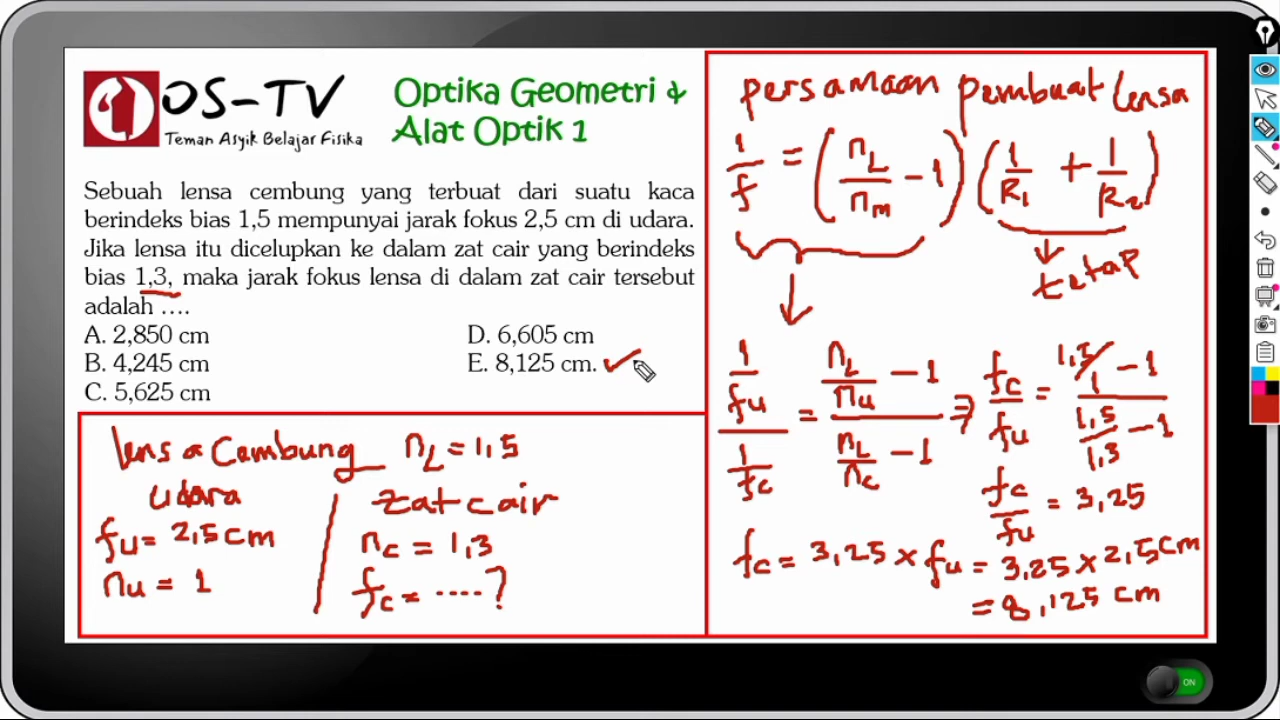 OS-TV
Teman Asyik Belajar Fisika
Optika Geometri &
Alat Optik 1
Sebuah lensa cembung yang terbuat dari suatu kaca
berindeks bias 1,5 mempunyai jarak fokus 2,5 cm di udara.
Jika lensa itu dicelupkan ke dalam zat cair yang berindeks
bias 1,3, maka jarak fokus lensa di dalam zat cair tersebut
adalah ....
A. 2,850 cm
B. 4,245 cm
C. 5,625 cm
D. 6,605 cm
E. 8,125 cm.
lensa Cembung nL = 1,5
udara
fu = 2,5 cm
nu = 1
zat cair
nc = 1,3
fc = ....?
persamaan pembuat lensa
1/f = (nL/nm - 1) (1/R1 + 1/R2)
tetap
(1/fu)/(1/fc) = (nL/nu - 1)/(nL/nc - 1) ⇒ fc/fu = (1,5/1 - 1)/(1,5/1,3 - 1)
fc/fu = 3,25
fc = 3,25 × fu = 3,25 × 2,5 cm
= 8,125 cm
ON